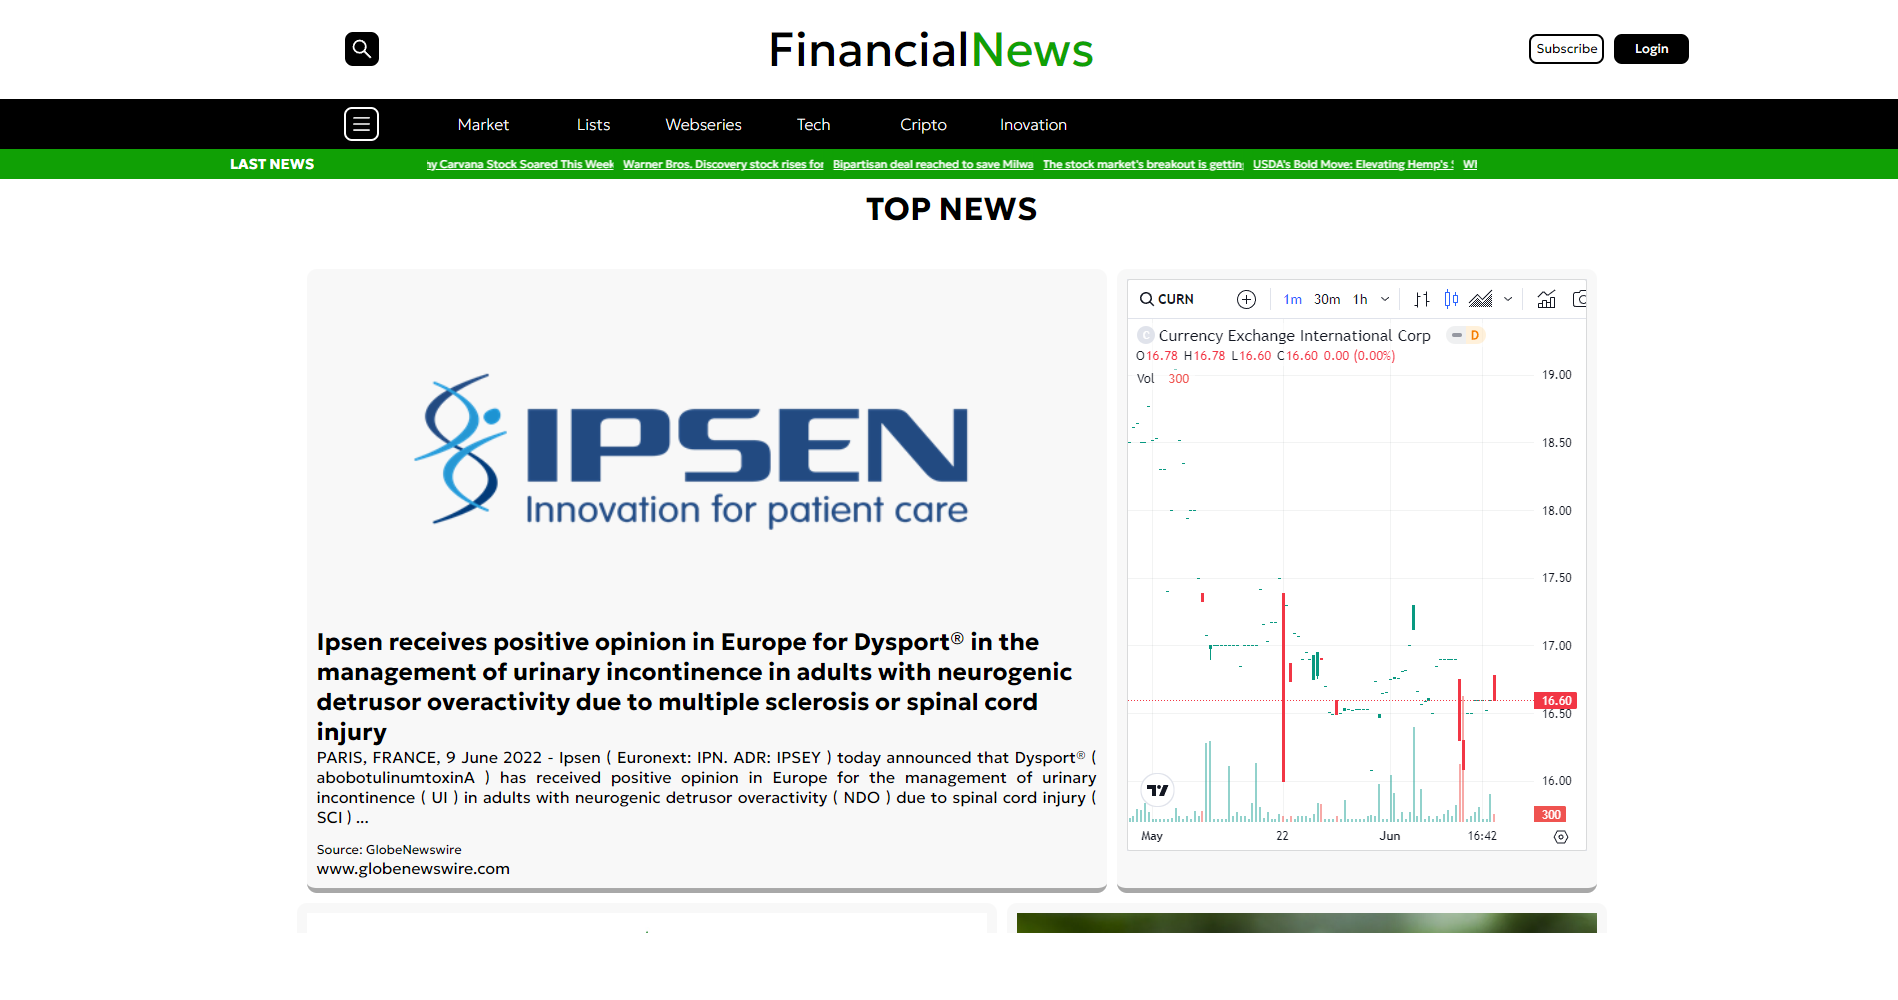 FinancialNews
Subscribe
Login
Market Lists Webseries Tech Cripto Inovation
LAST NEWS
Carvana Stock Soared This Week Warner Bros. Discovery stock rises Bipartisan deal reached to save The stock market's breakout is USDA's Bold Move: Elevating Hemp's
TOP NEWS
IPSEN
Innovation for patient care
Ipsen receives positive opinion in Europe for Dysport® in the
management of urinary incontinence in adults with neurogenic
detrusor overactivity due to multiple sclerosis or spinal cord
injury
PARIS, FRANCE, 9 June 2022 - Ipsen ( Euronext: IPN. ADR: IPSEY ) today announced that Dysport® (
abobotulinumtoxinA ) has received positive opinion in Europe for the management of urinary
incontinence ( UI ) in adults with neurogenic detrusor overactivity ( NDO ) due to spinal cord injury (
SCI ) ...
Source: GlobeNewswire
www.globenewswire.com
CURN 1m 30m 1h
C Currency Exchange International Corp D
O16.78 H16.78 L16.60 C16.60 0.00 (0.00%)
Vol 300
19.00
18.50
18.00
17.50
17.00
16.60
16.50
16.00
300
May 22 Jun 16:42